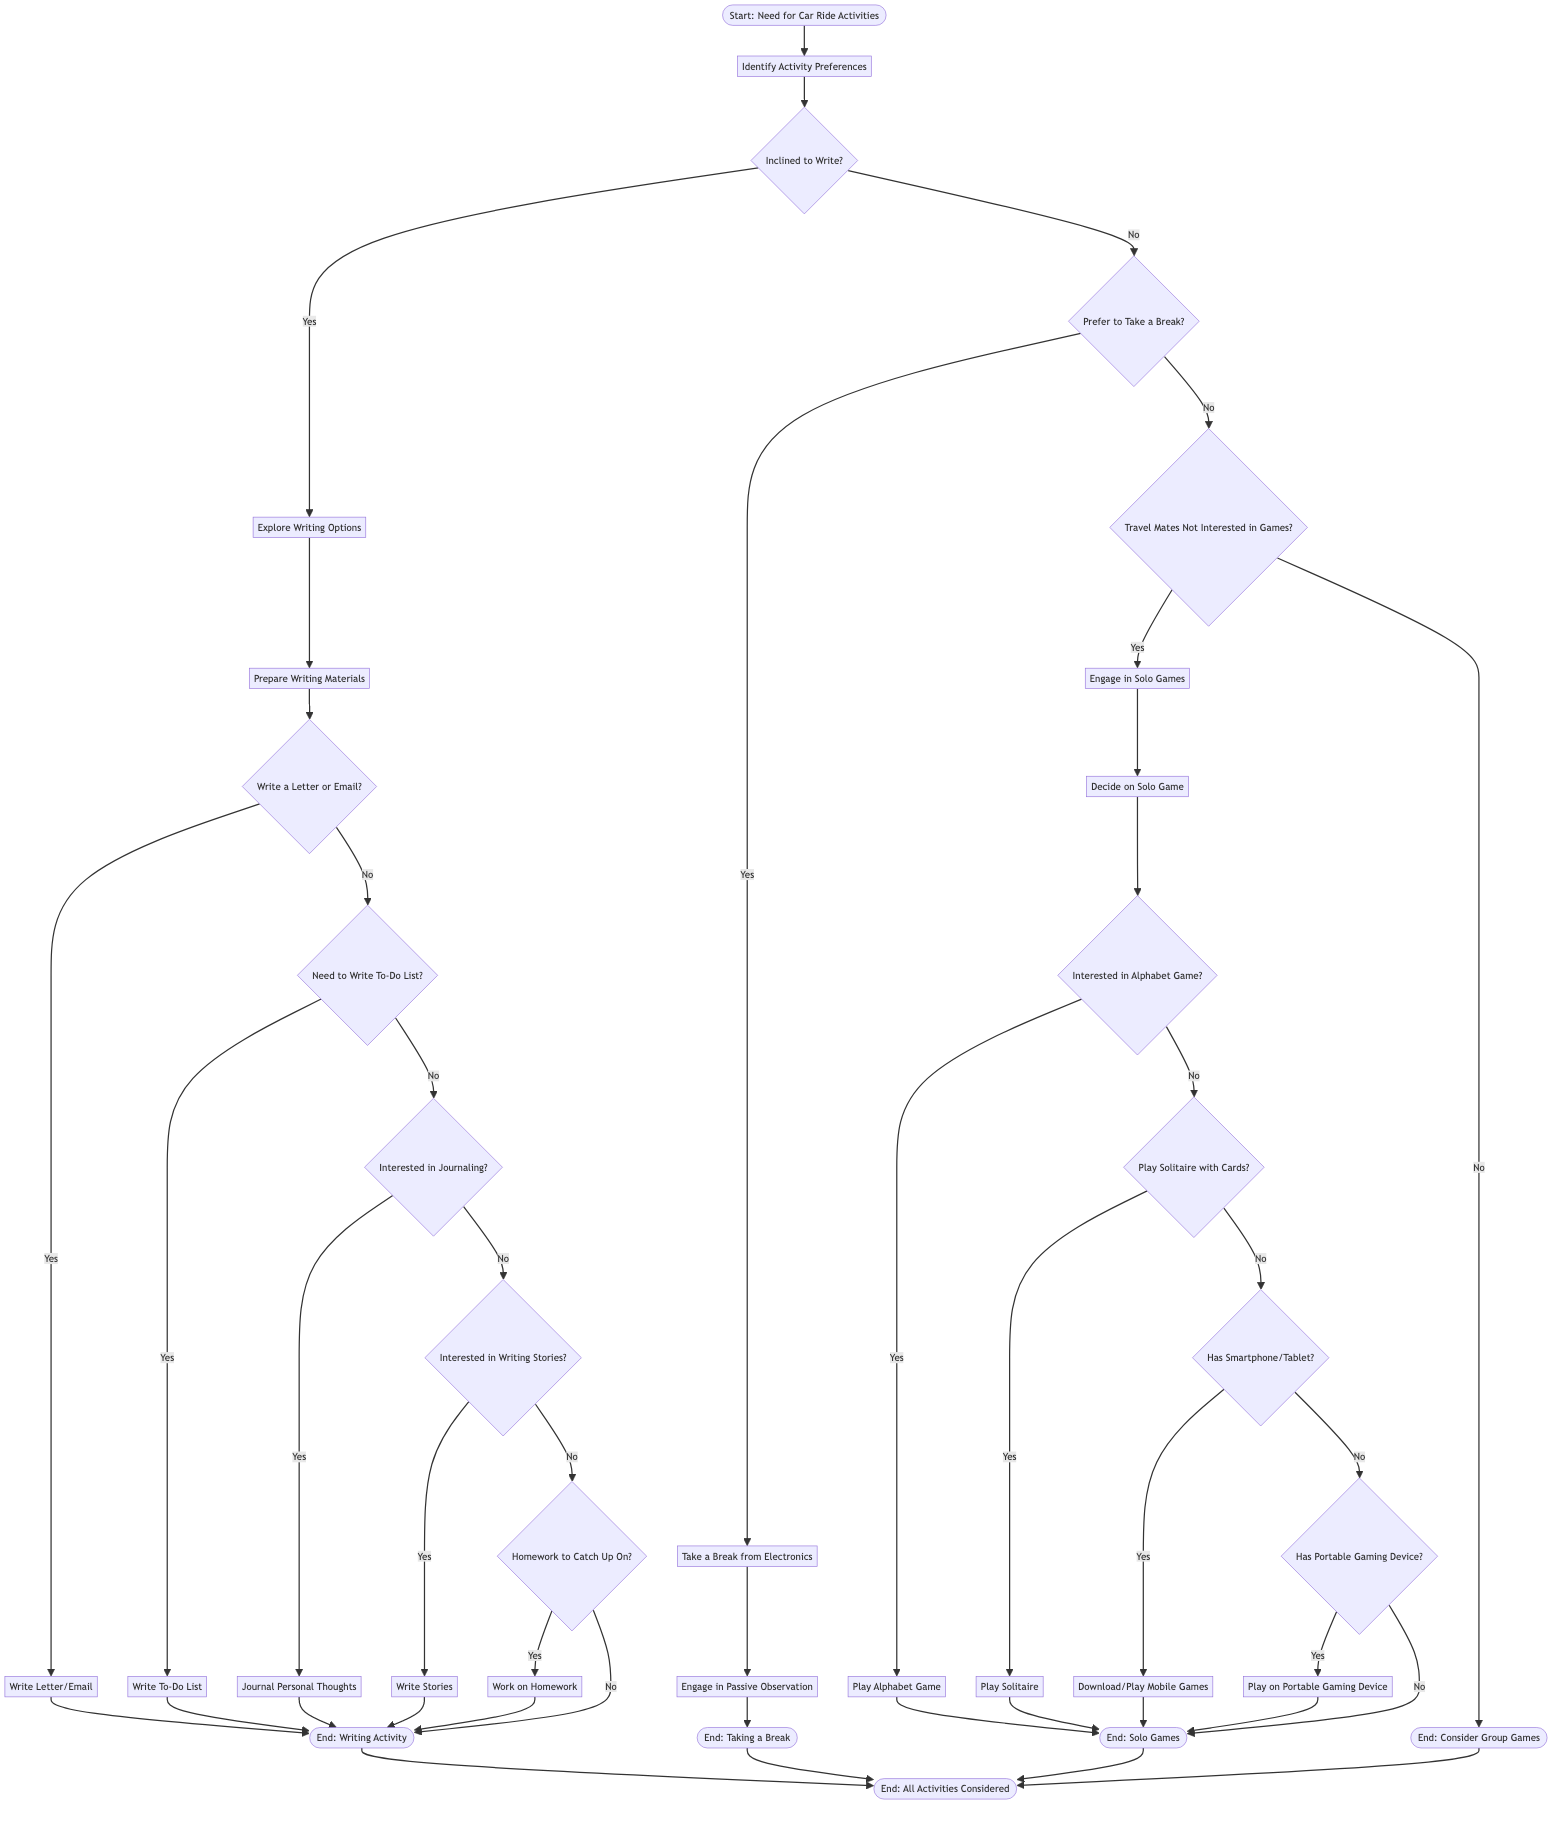 Start: Need for Car Ride Activities
Identify Activity Preferences
Inclined to Write?
No
Yes
Prefer to Take a Break?
No
Explore Writing Options
Travel Mates Not Interested in Games?
Yes
Prepare Writing Materials
Engage in Solo Games
Write a Letter or Email?
Decide on Solo Game
No
Yes
Need to Write To-Do List?
Interested in Alphabet Game?
No
No
Interested in Journaling?
Play Solitaire with Cards?
No
Yes
No
No
Interested in Writing Stories?
Has Smartphone/Tablet?
Yes
Yes
Yes
No
Yes
No
Yes
Homework to Catch Up On?
Take a Break from Electronics
Yes
Has Portable Gaming Device?
Yes
Yes
Write Letter/Email
Write To-Do List
Journal Personal Thoughts
Write Stories
Work on Homework
No
Engage in Passive Observation
Play Alphabet Game
Play Solitaire
Download/Play Mobile Games
Play on Portable Gaming Device
No
End: Writing Activity
End: Taking a Break
End: Solo Games
End: Consider Group Games
End: All Activities Considered